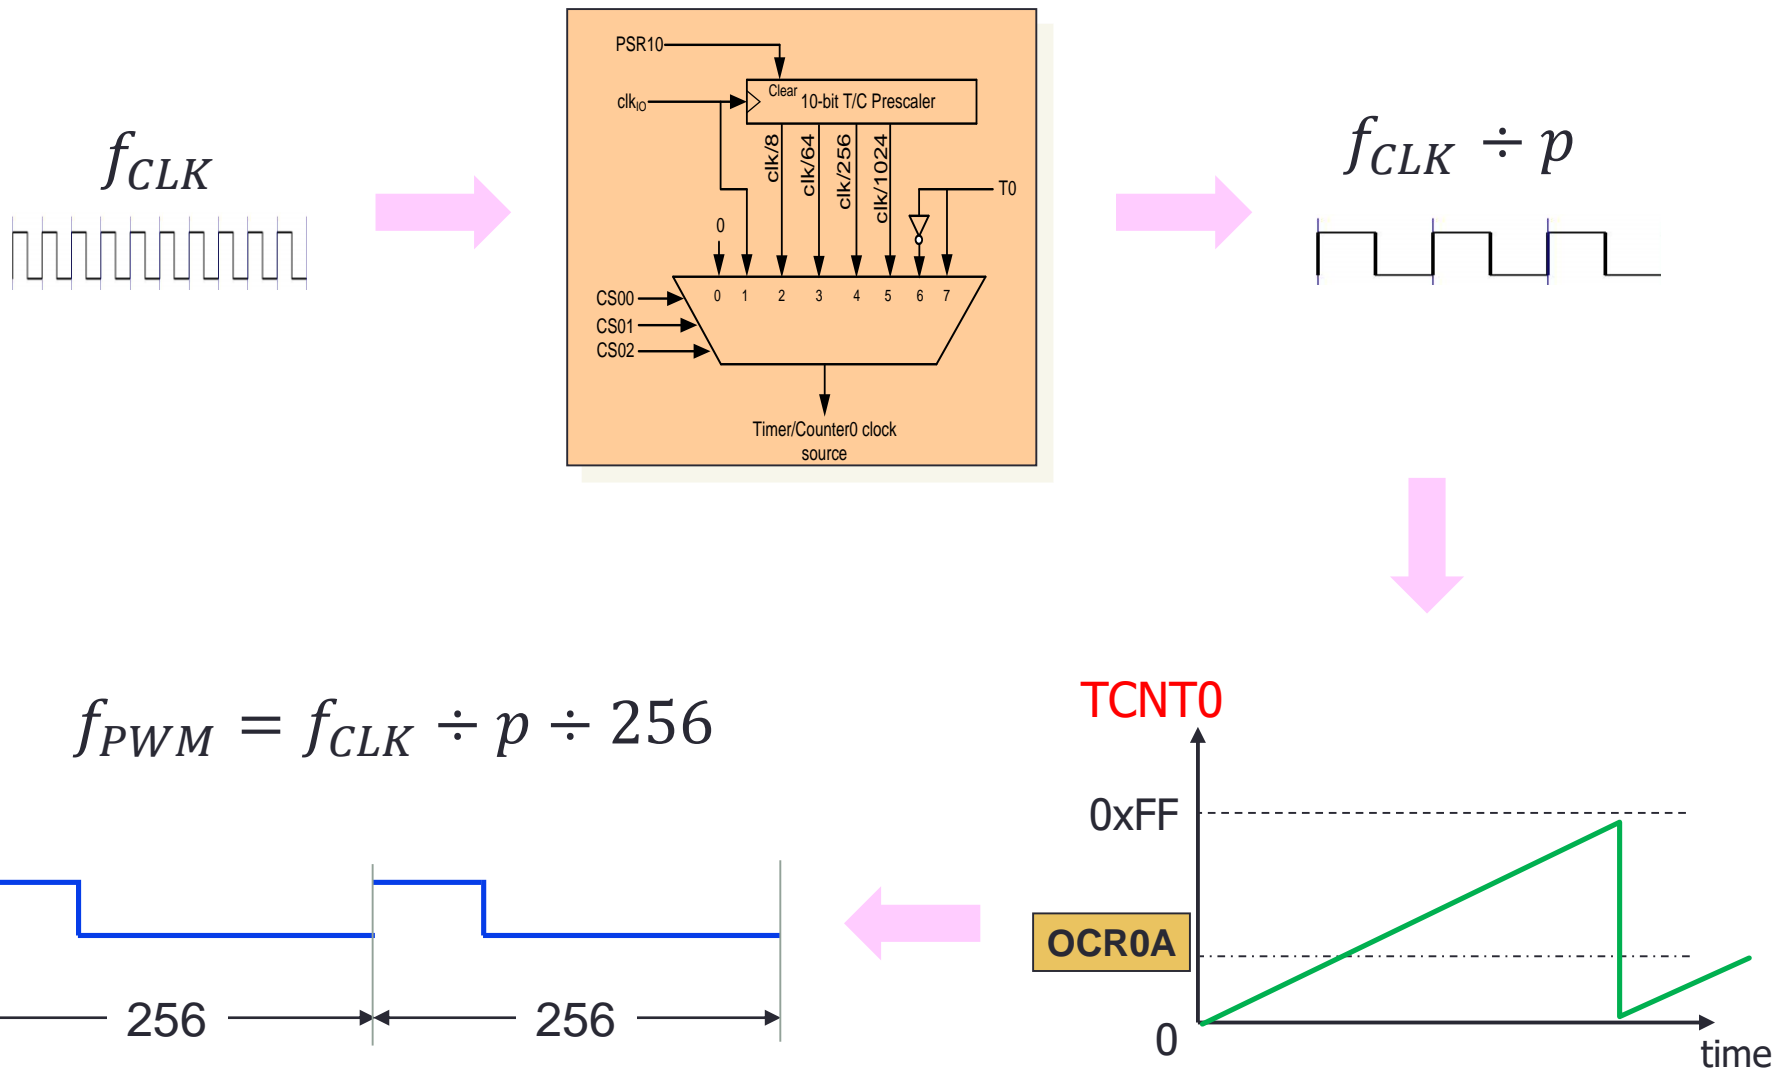 f_CLK
PSR10
clk_IO
Clear
10-bit T/C Prescaler
clk/8
clk/64
clk/256
clk/1024
T0
0
0 1 2 3 4 5 6 7
CS00
CS01
CS02
Timer/Counter0 clock
source
f_CLK ÷ p
f_PWM = f_CLK ÷ p ÷ 256
256
256
TCNT0
0xFF
OCR0A
0
time